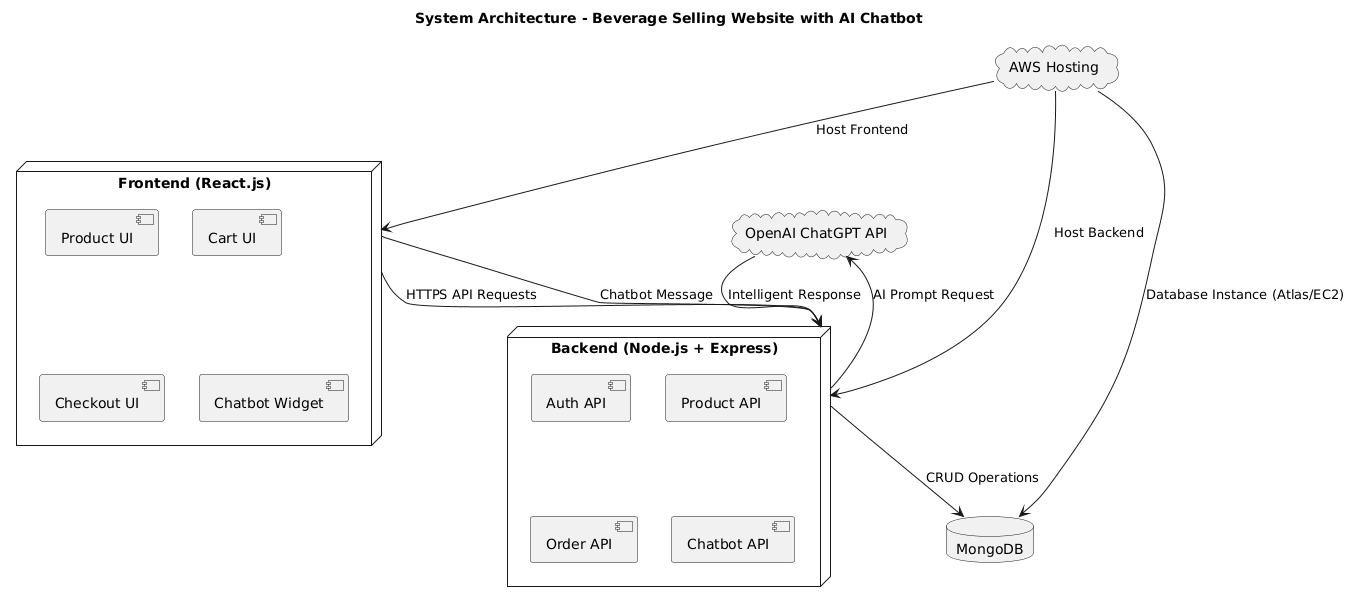 System Architecture - Beverage Selling Website with AI Chatbot
AWS Hosting
Host Frontend
Frontend (React.js)
Product UI
Cart UI
Checkout UI
Chatbot Widget
OpenAI ChatGPT API
Host Backend
HTTPS API Requests
Chatbot Message
Intelligent Response
AI Prompt Request
Database Instance (Atlas/EC2)
Backend (Node.js + Express)
Auth API
Product API
Order API
Chatbot API
CRUD Operations
MongoDB